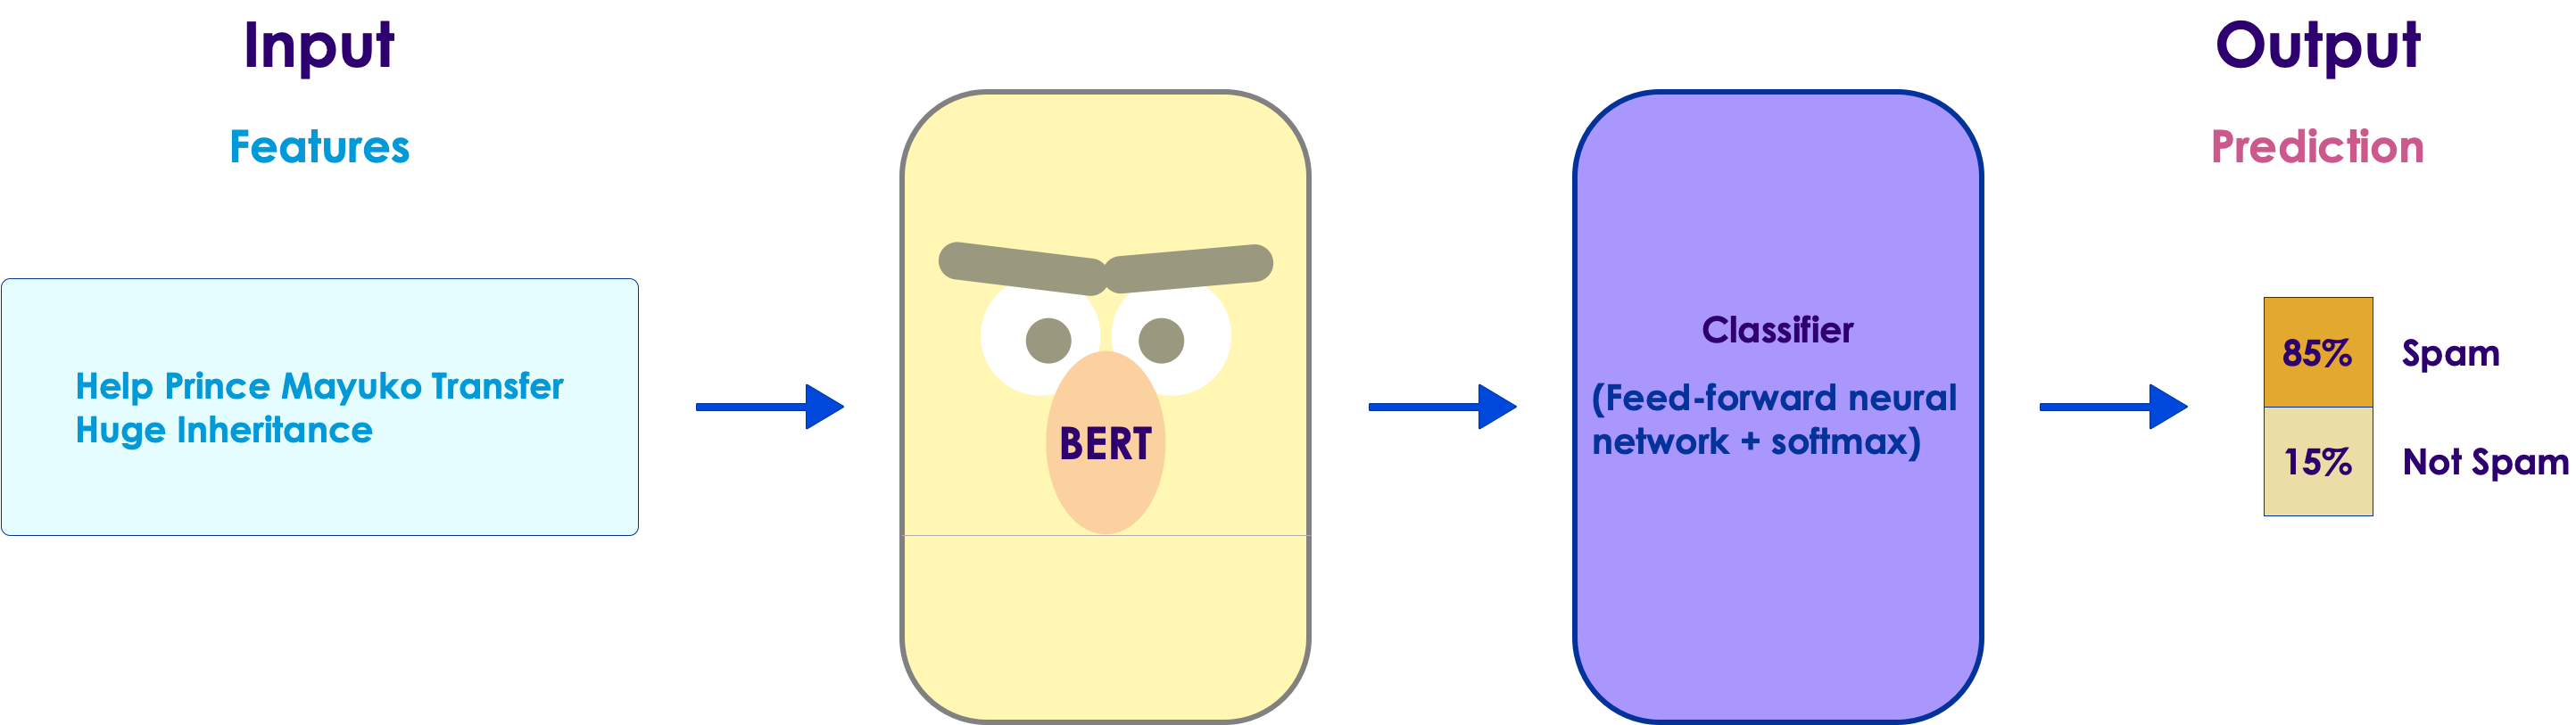 Input
Features
Help Prince Mayuko Transfer
Huge Inheritance
BERT
Classifier
(Feed-forward neural
network + softmax)
Output
Prediction
85% Spam
15% Not Spam